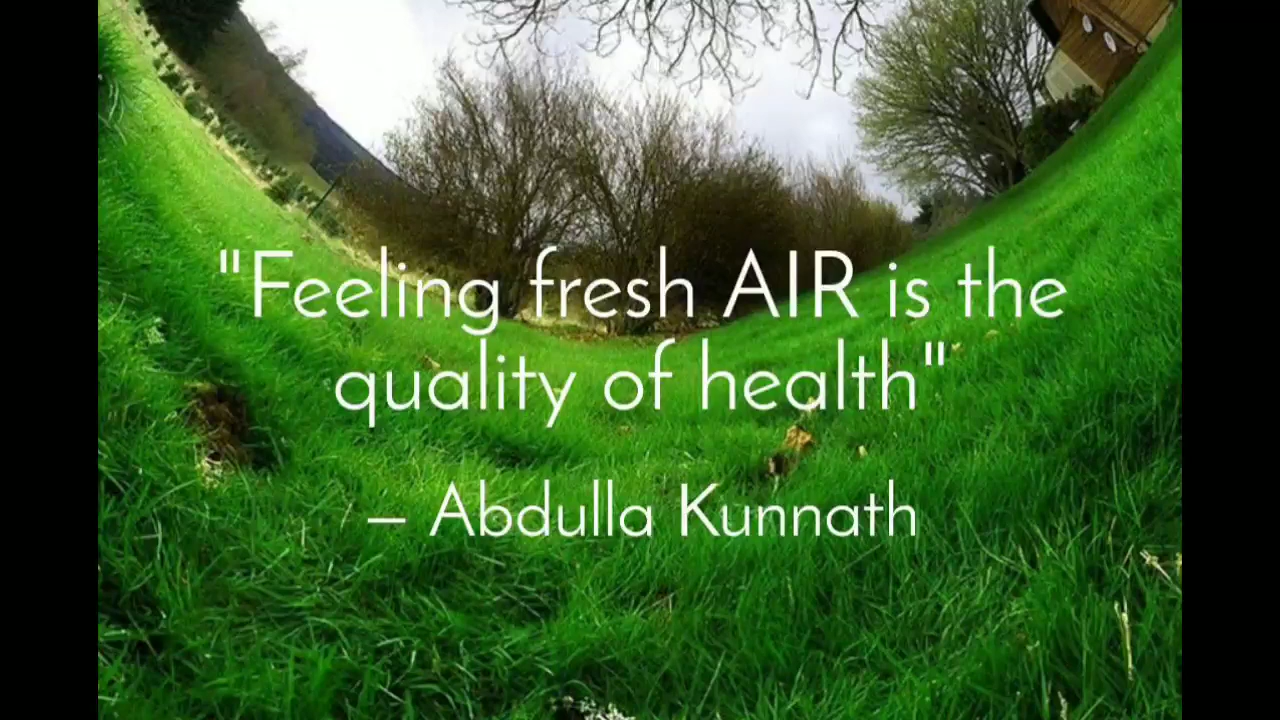 "Feeling fresh AIR is the
quality of health"
– Abdulla Kunnath